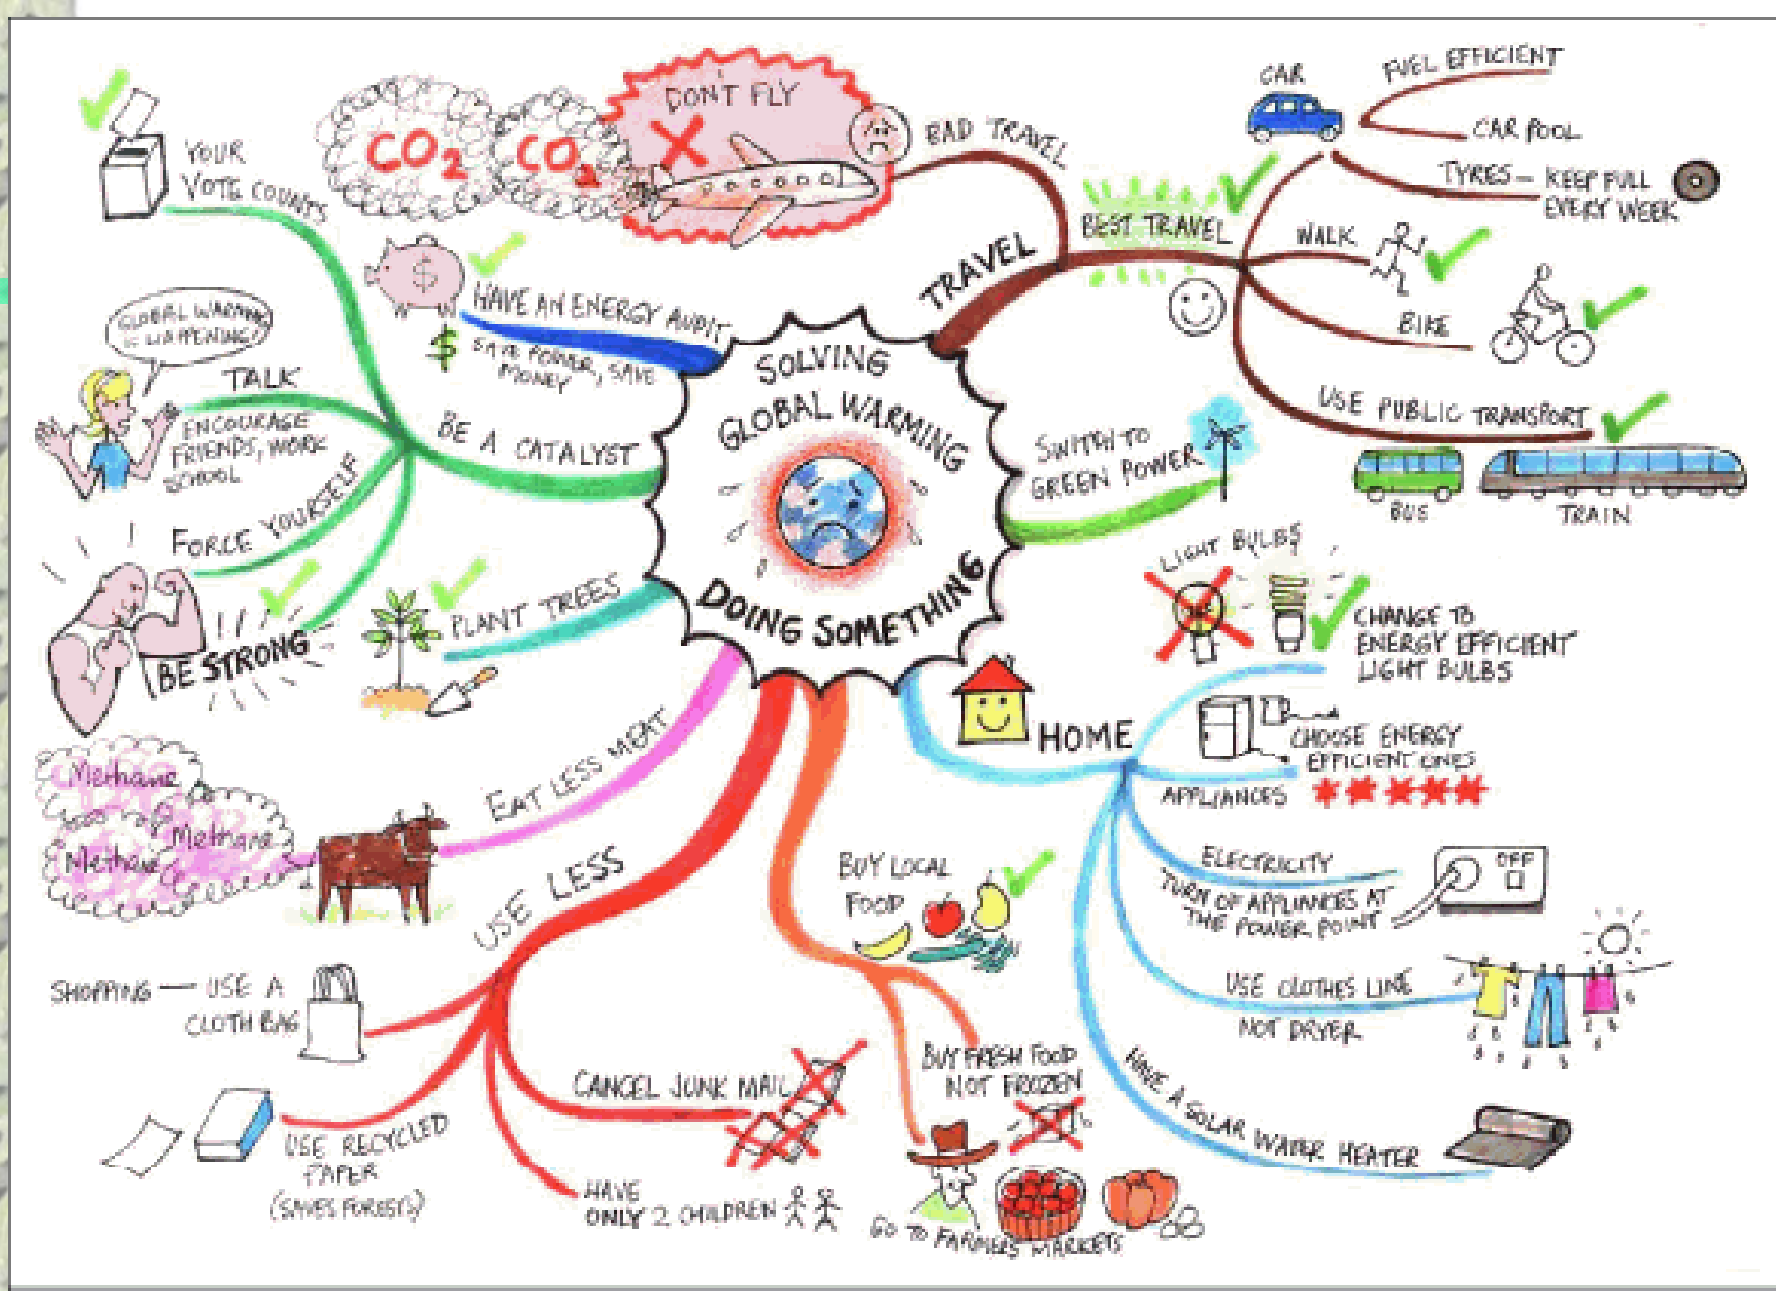 SOLVING
GLOBAL WARMING
DOING SOMETHING
TRAVEL
BAD TRAVEL
DON'T FLY
CO2
CO2
BEST TRAVEL
CAR
FUEL EFFICIENT
CAR POOL
TYRES – KEEP FULL
EVERY WEEK
WALK
BIKE
USE PUBLIC TRANSPORT
BUS
TRAIN
SWITCH TO
GREEN POWER
HOME
LIGHT BULBS
CHANGE TO
ENERGY EFFICIENT
LIGHT BULBS
CHOOSE ENERGY
EFFICIENT ONES
APPLIANCES
ELECTRICITY
TURN OF APPLIANCES AT
THE POWER POINT
OFF
USE CLOTHES LINE
NOT DRYER
HAVE A SOLAR WATER HEATER
BUY LOCAL
FOOD
BUY FRESH FOOD
NOT FROZEN
GO TO FARMERS MARKETS
USE LESS
SHOPPING — USE A
CLOTH BAG
USE RECYCLED
PAPER
(SAVES FORESTS)
CANCEL JUNK MAIL
HAVE
ONLY 2 CHILDREN
EAT LESS MEAT
Methane
Methane
Methane
PLANT TREES
BE A CATALYST
YOUR
VOTE COUNTS
TALK
ENCOURAGE
FRIENDS, WORK
SCHOOL
GLOBAL WARMING
IS HAPPENING!
FORCE YOURSELF
BE STRONG
HAVE AN ENERGY AUDIT
SAVE POWER, SAVE
MONEY
$
$